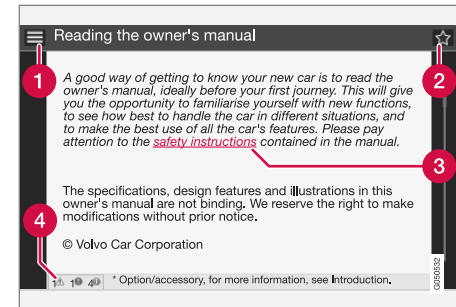 Reading the owner's manual
1
2
A good way of getting to know your new car is to read the
owner's manual, ideally before your first journey. This will give
you the opportunity to familiarise yourself with new functions,
to see how best to handle the car in different situations, and
to make the best use of all the car's features. Please pay
attention to the safety instructions contained in the manual.
3
The specifications, design features and illustrations in this
owner's manual are not binding. We reserve the right to make
modifications without prior notice.
4
© Volvo Car Corporation
1 1 4 * Option/accessory, for more information, see Introduction.
G050532